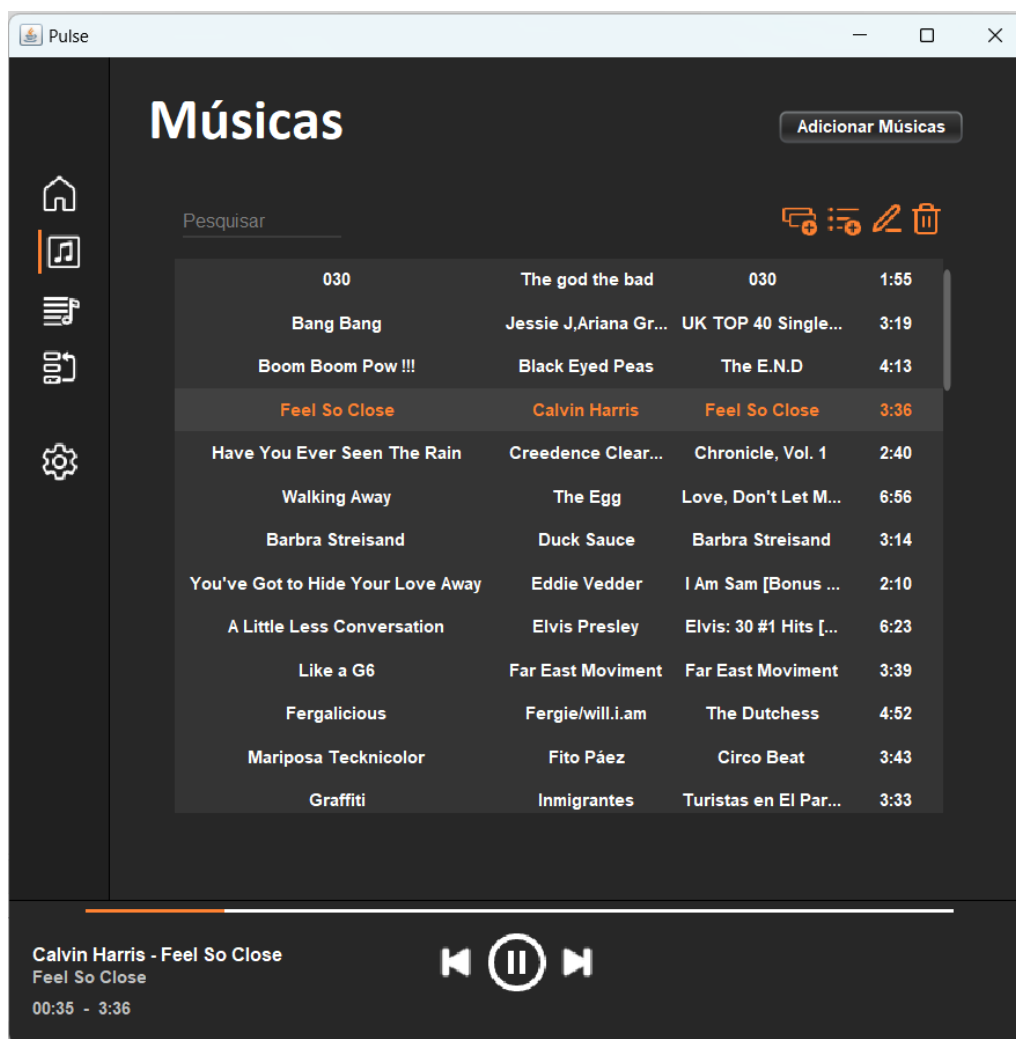 Pulse
Músicas
Adicionar Músicas
Pesquisar
030 The god the bad 030 1:55
Bang Bang Jessie J,Ariana Gr... UK TOP 40 Single... 3:19
Boom Boom Pow !!! Black Eyed Peas The E.N.D 4:13
Feel So Close Calvin Harris Feel So Close 3:36
Have You Ever Seen The Rain Creedence Clear... Chronicle, Vol. 1 2:40
Walking Away The Egg Love, Don't Let M... 6:56
Barbra Streisand Duck Sauce Barbra Streisand 3:14
You've Got to Hide Your Love Away Eddie Vedder I Am Sam [Bonus ... 2:10
A Little Less Conversation Elvis Presley Elvis: 30 #1 Hits [... 6:23
Like a G6 Far East Moviment Far East Moviment 3:39
Fergalicious Fergie/will.i.am The Dutchess 4:52
Mariposa Tecknicolor Fito Páez Circo Beat 3:43
Graffiti Inmigrantes Turistas en El Par... 3:33
Calvin Harris - Feel So Close
Feel So Close
00:35 - 3:36